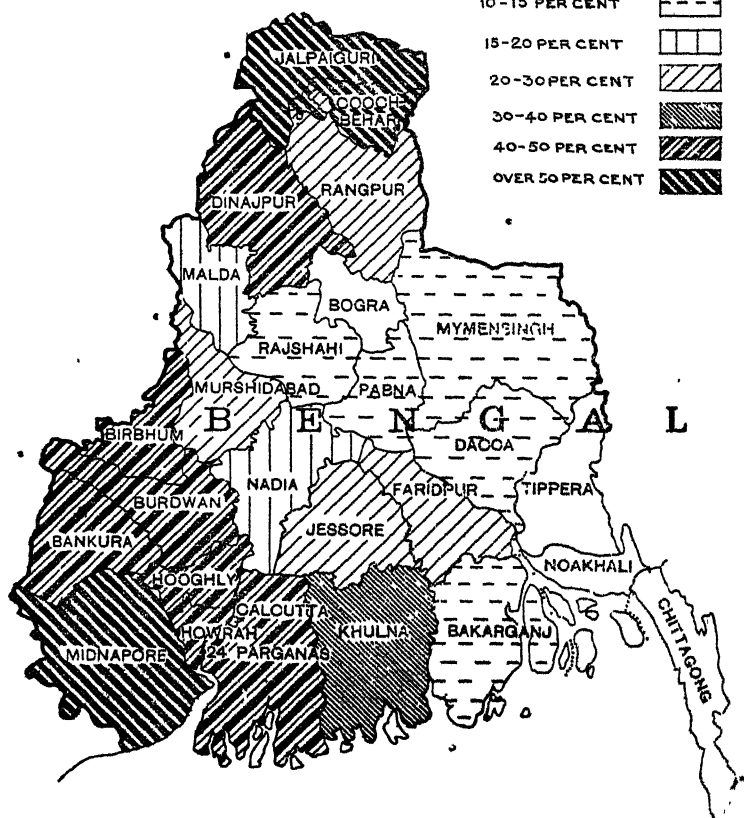 10-15 PER CENT
15-20 PER CENT
20-30 PER CENT
30-40 PER CENT
40-50 PER CENT
OVER 50 PER CENT
JALPAIGURI
COOCH
BEHAR
RANGPUR
DINAJPUR
MALDA
BOGRA
MYMENSINGH
RAJSHAHI
MURSHIDABAD
PABNA
BENGAL
BIRBHUM
DACCA
NADIA
FARIDPUR
TIPPERA
BURDWAN
JESSORE
BANKURA
NOAKHALI
HOOGHLY
CALCUTTA
CHITTAGONG
HOWRAH
KHULNA
BAKARGANJ
24 PARGANAS
MIDNAPORE